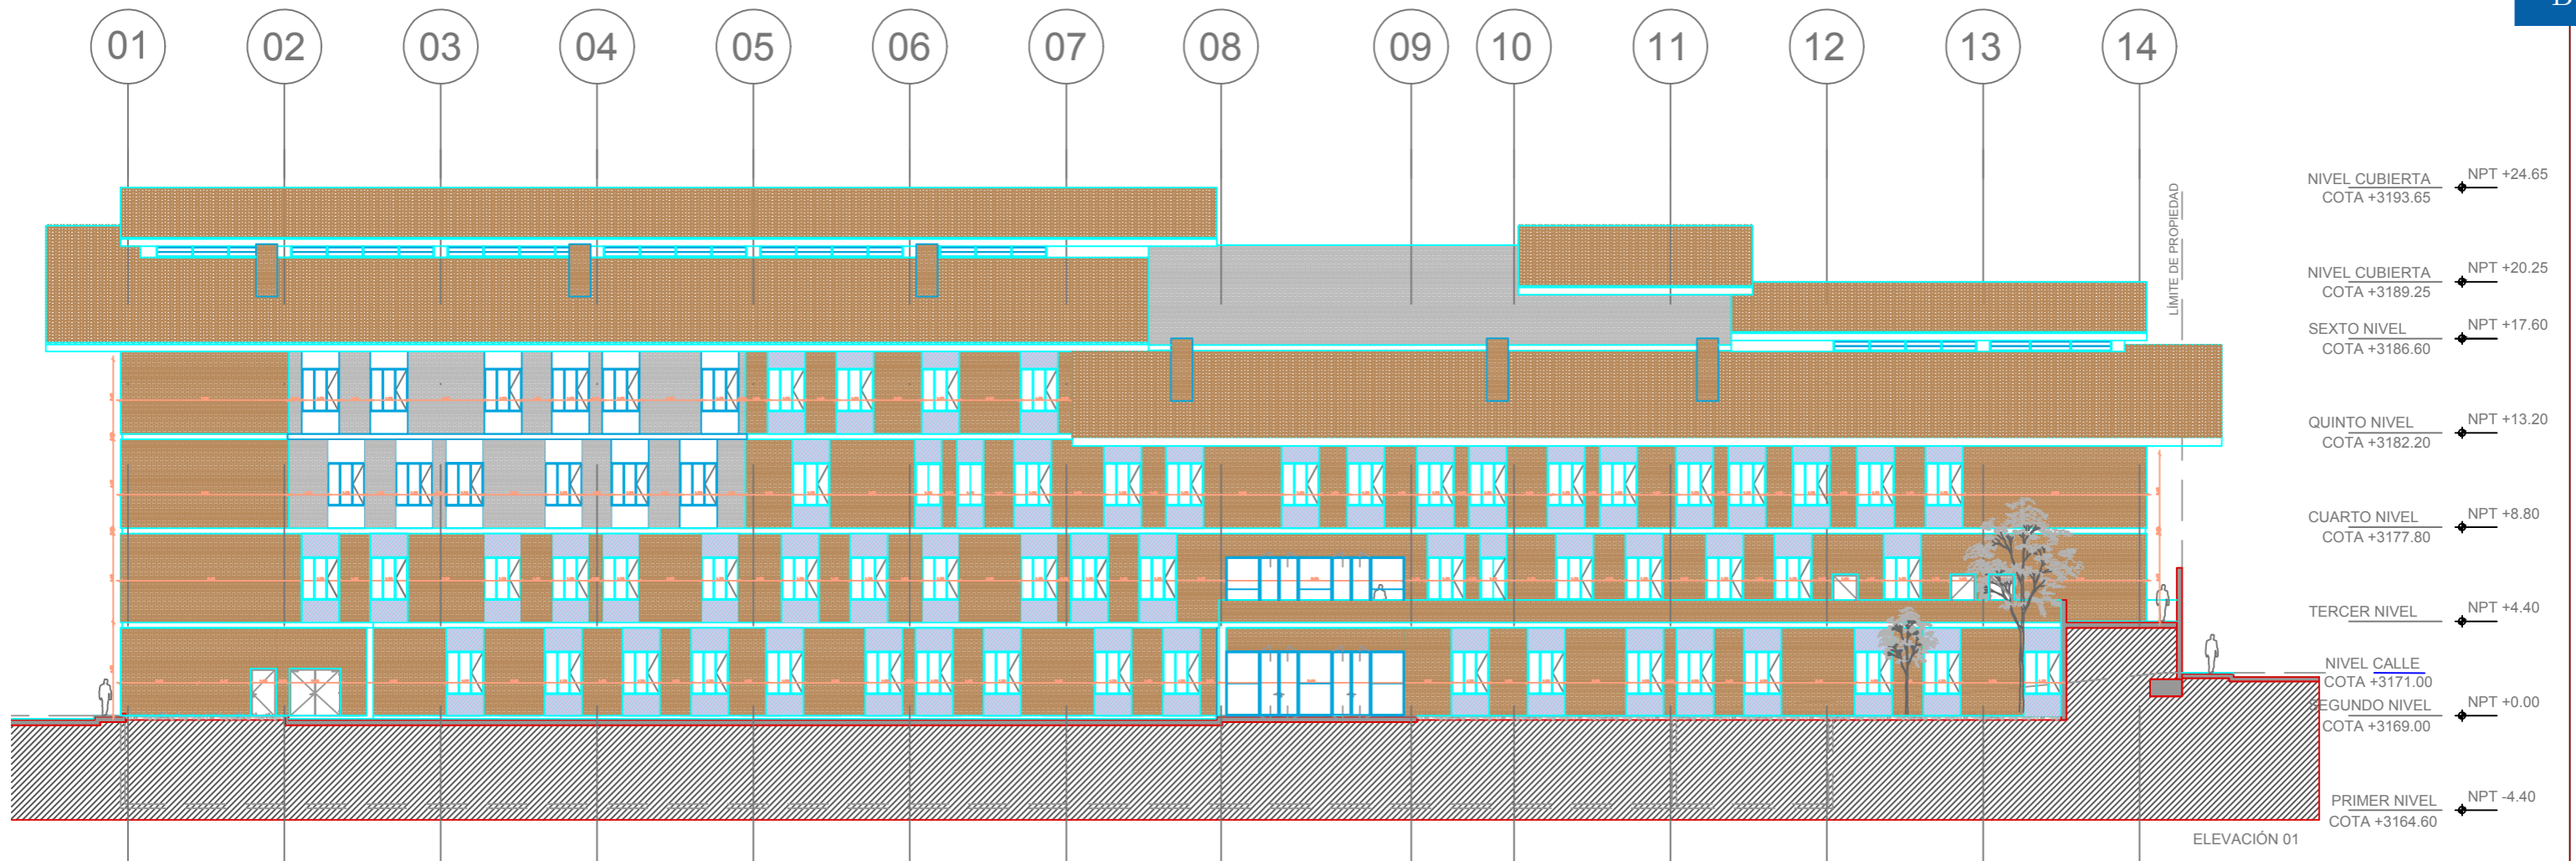 01 02 03 04 05 06 07 08 09 10 11 12 13 14
LÍMITE DE PROPIEDAD
NIVEL CUBIERTA NPT +24.65
COTA +3193.65
NIVEL CUBIERTA NPT +20.25
COTA +3189.25
SEXTO NIVEL NPT +17.60
COTA +3186.60
QUINTO NIVEL NPT +13.20
COTA +3182.20
CUARTO NIVEL NPT +8.80
COTA +3177.80
TERCER NIVEL NPT +4.40
NIVEL CALLE
COTA +3171.00
SEGUNDO NIVEL NPT +0.00
COTA +3169.00
PRIMER NIVEL NPT -4.40
COTA +3164.60
ELEVACIÓN 01